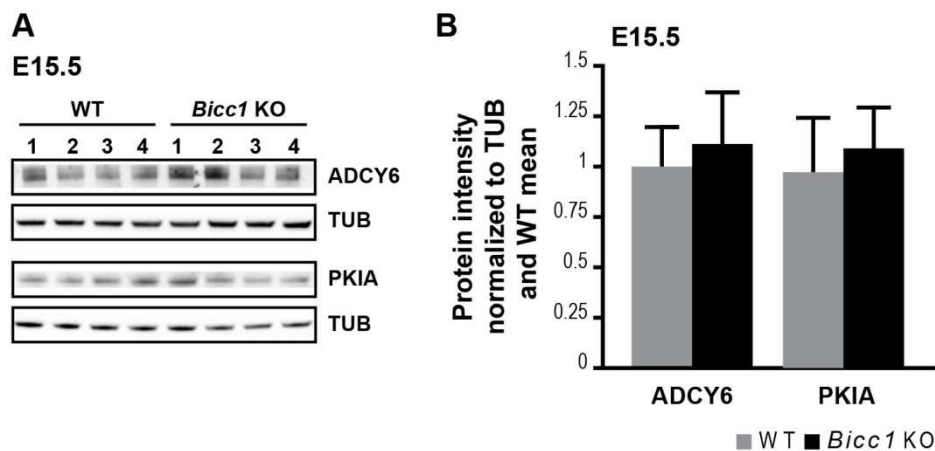 A
E15.5
WT Bicc1 KO
1 2 3 4 1 2 3 4
ADCY6
TUB
PKIA
TUB
B
E15.5
Protein intensity
normalized to TUB
and WT mean
1.5
1.25
1
0.75
0.5
0.25
0
ADCY6 PKIA
WT Bicc1 KO